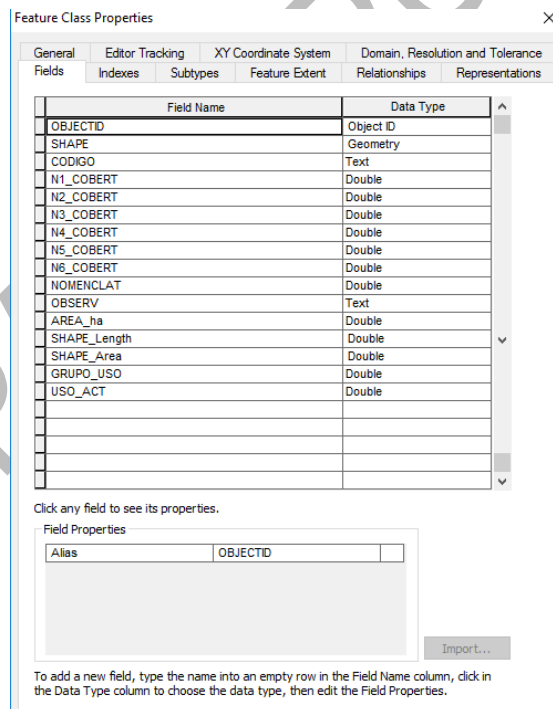 Feature Class Properties
General Editor Tracking XY Coordinate System Domain, Resolution and Tolerance
Fields Indexes Subtypes Feature Extent Relationships Representations
Field Name Data Type
OBJECTID Object ID
SHAPE Geometry
CODIGO Text
N1_COBERT Double
N2_COBERT Double
N3_COBERT Double
N4_COBERT Double
N5_COBERT Double
N6_COBERT Double
NOMENCLAT Double
OBSERV Text
AREA_ha Double
SHAPE_Length Double
SHAPE_Area Double
GRUPO_USO Double
USO_ACT Double
Click any field to see its properties.
Field Properties
Alias OBJECTID
Import...
To add a new field, type the name into an empty row in the Field Name column, click in
the Data Type column to choose the data type, then edit the Field Properties.